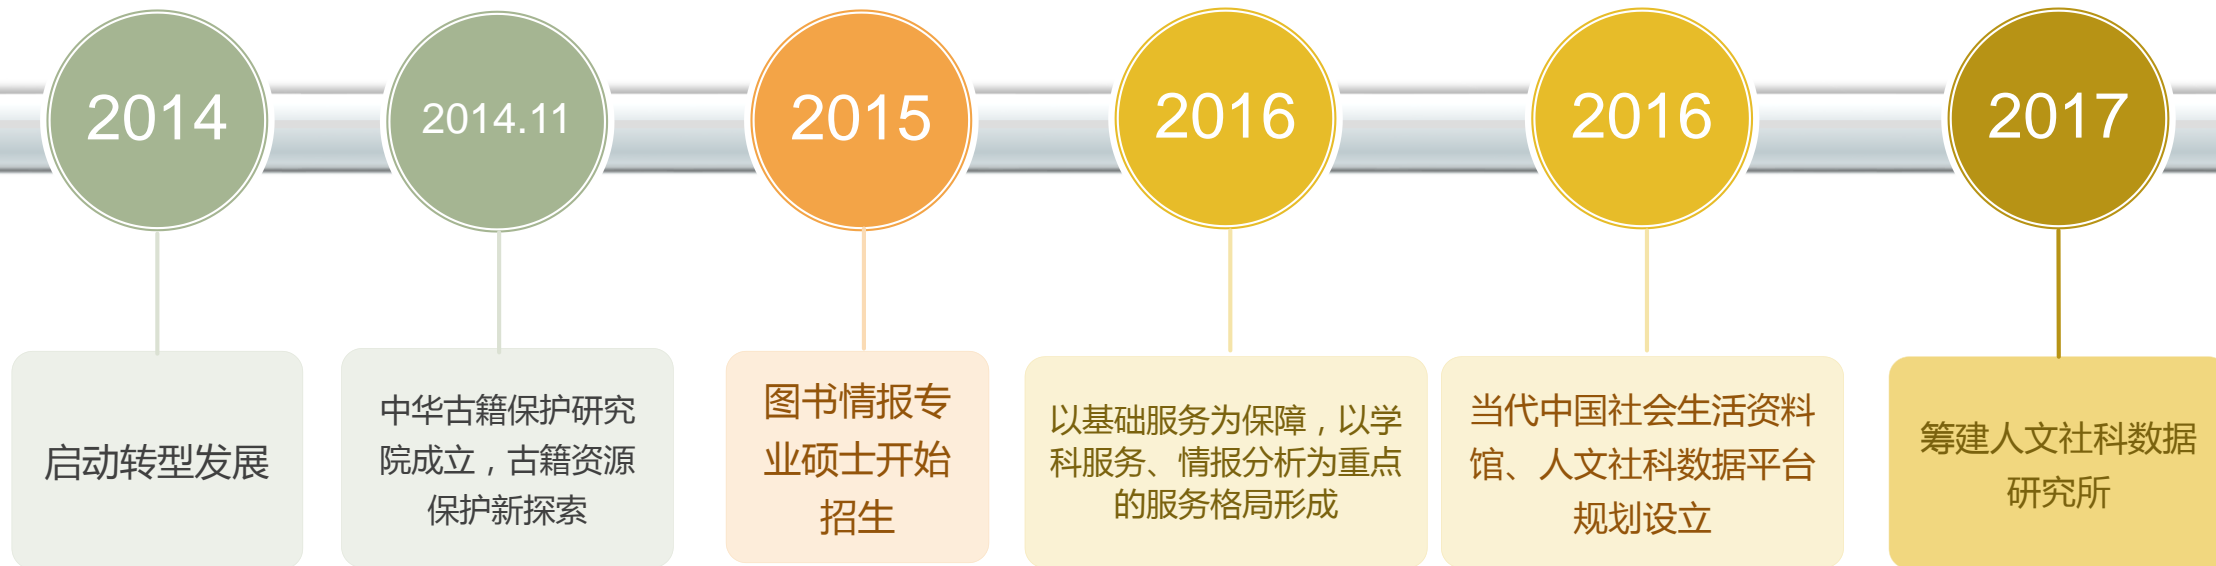 2014
2014.11
2015
2016
2016
2017
启动转型发展
中华古籍保护研究
院成立，古籍资源
保护新探索
图书情报专
业硕士开始
招生
以基础服务为保障，以学
科服务、情报分析为重点
的服务格局形成
当代中国社会生活资料
馆、人文社科数据平台
规划设立
筹建人文社科数据
研究所